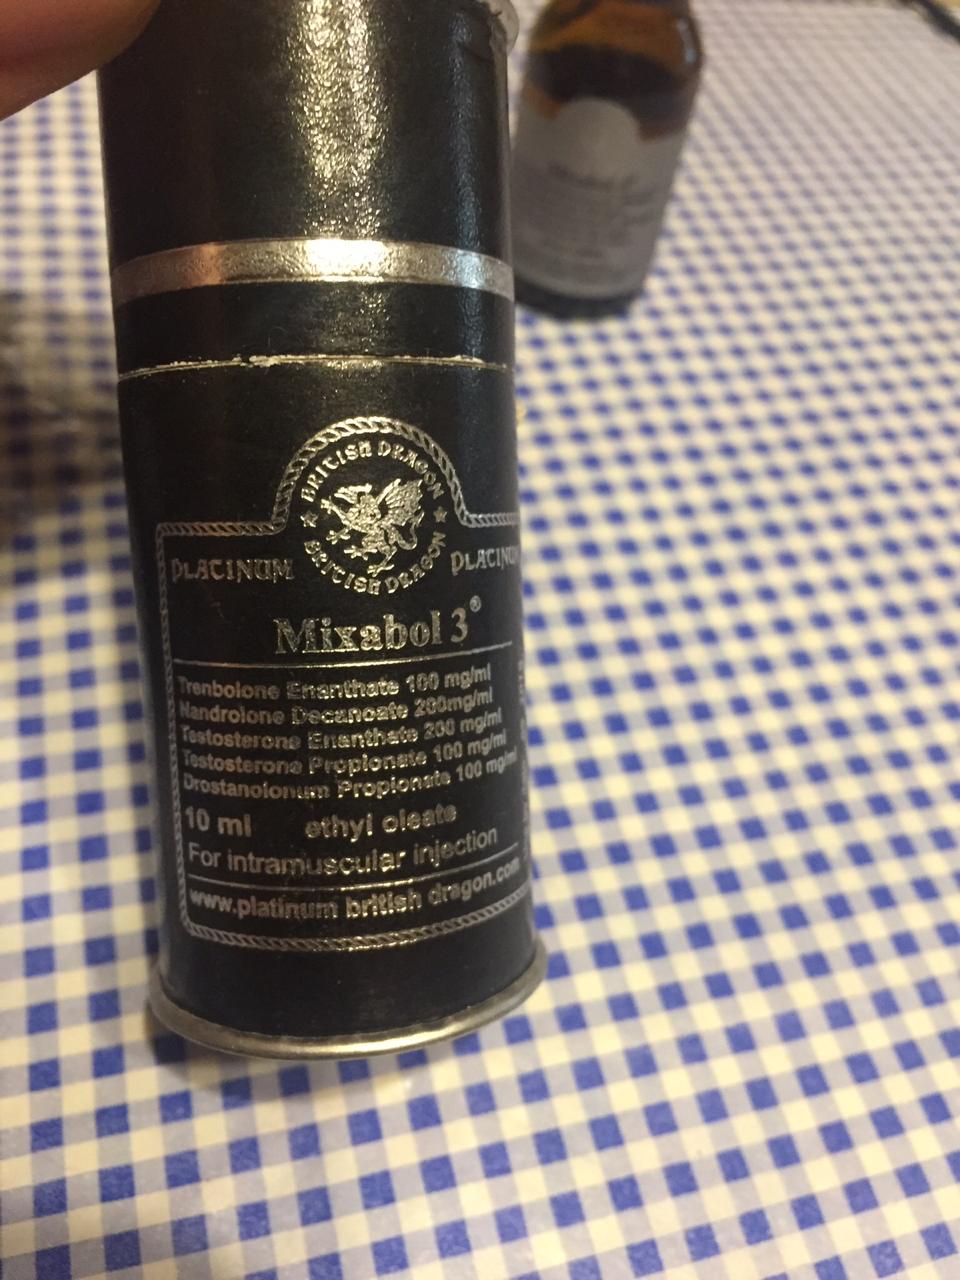 BRITISH DRAGON
BRITISH DRAGON
PLATINUM PLATINUM
Mixabol 3®
Trenbolone Enanthate 100 mg/ml
Nandrolone Decanoate 200mg/ml
Testosterone Enanthate 200 mg/ml
Testosterone Propionate 100 mg/ml
Drostanolonum Propionate 100 mg/ml
10 ml ethyl oleate
For intramuscular injection
www.platinum british dragon.com